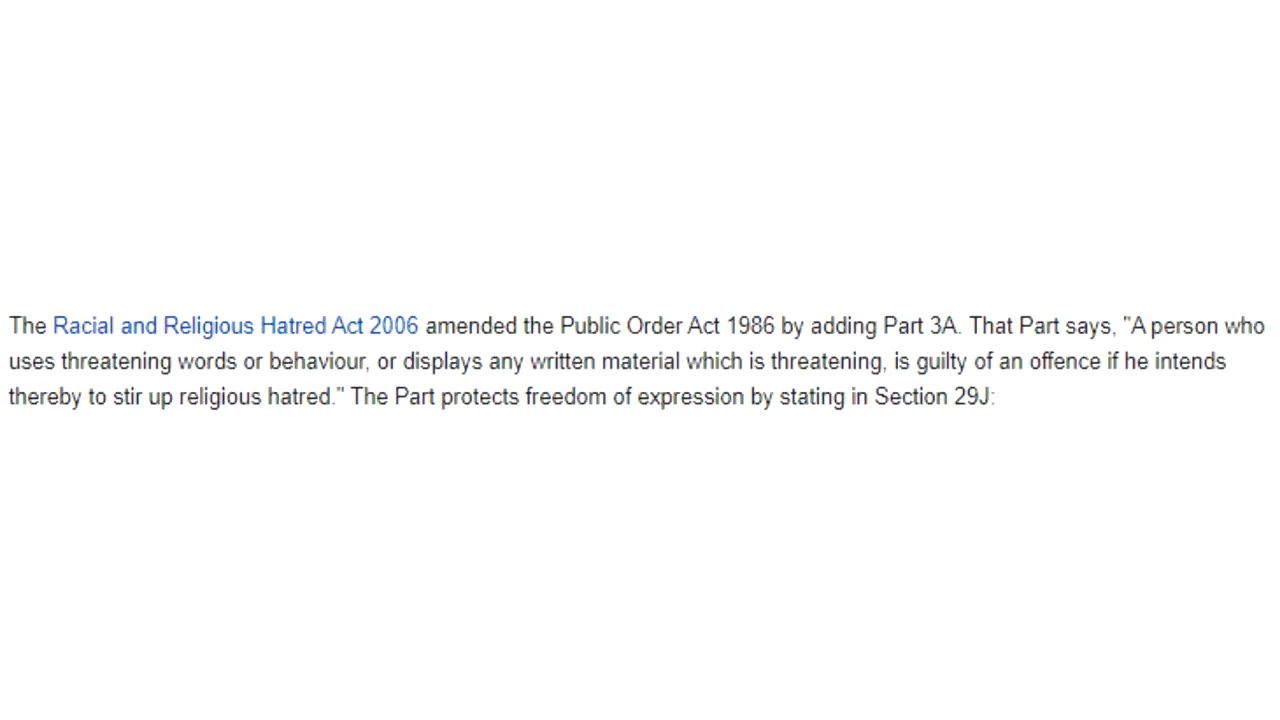 The Racial and Religious Hatred Act 2006 amended the Public Order Act 1986 by adding Part 3A. That Part says, "A person who
uses threatening words or behaviour, or displays any written material which is threatening, is guilty of an offence if he intends
thereby to stir up religious hatred." The Part protects freedom of expression by stating in Section 29J: